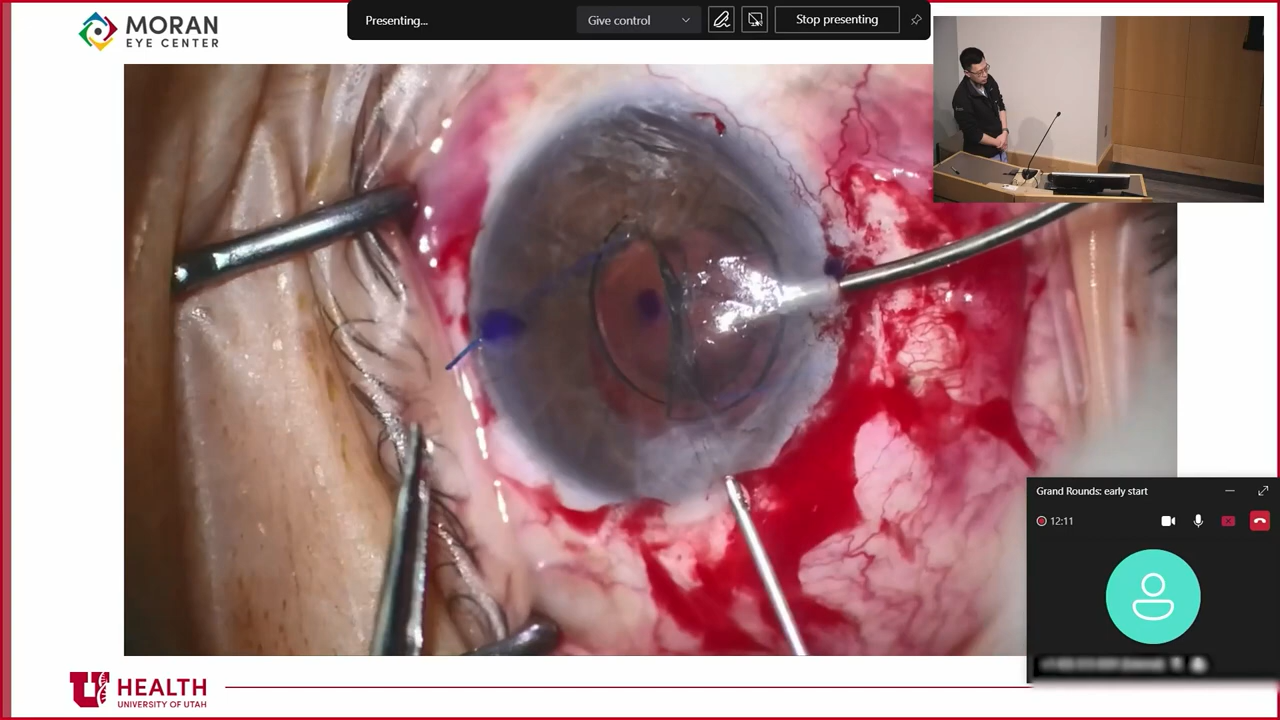 MORAN
EYE CENTER
Presenting...
Give control
Stop presenting
Grand Rounds: early start
12:11
U HEALTH
UNIVERSITY OF UTAH